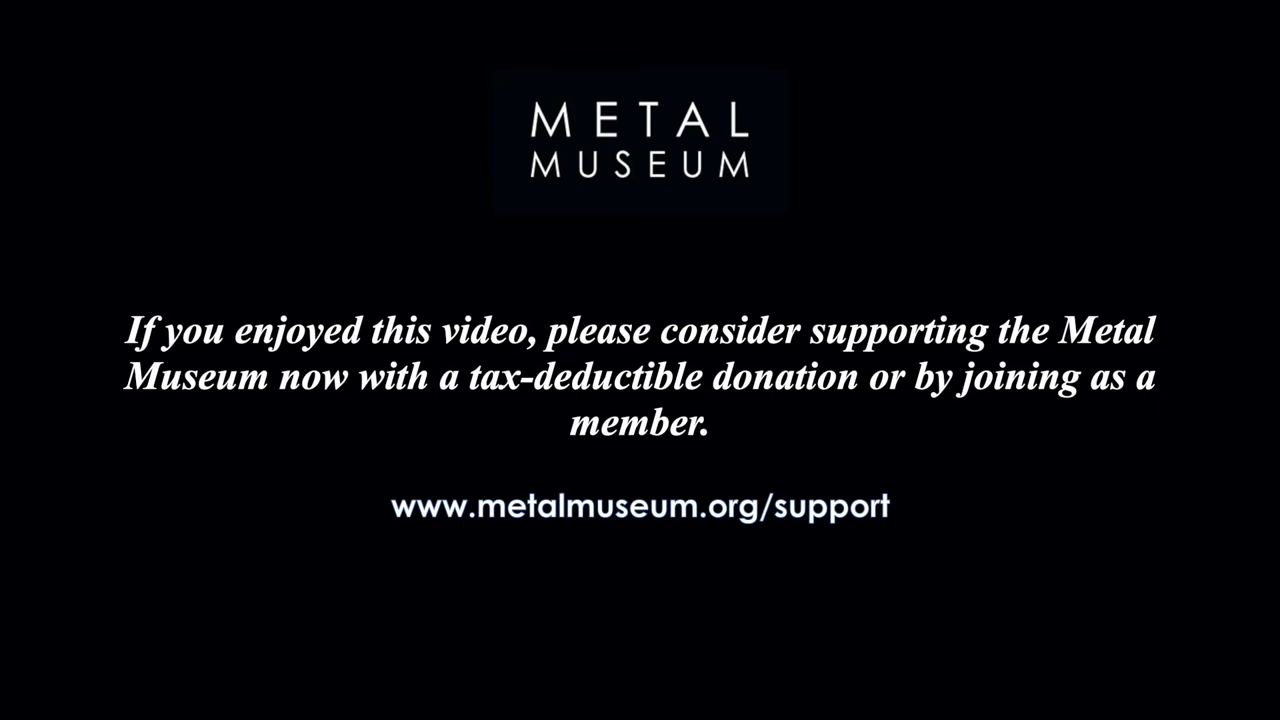 METAL
MUSEUM
If you enjoyed this video, please consider supporting the Metal
Museum now with a tax-deductible donation or by joining as a
member.
www.metalmuseum.org/support